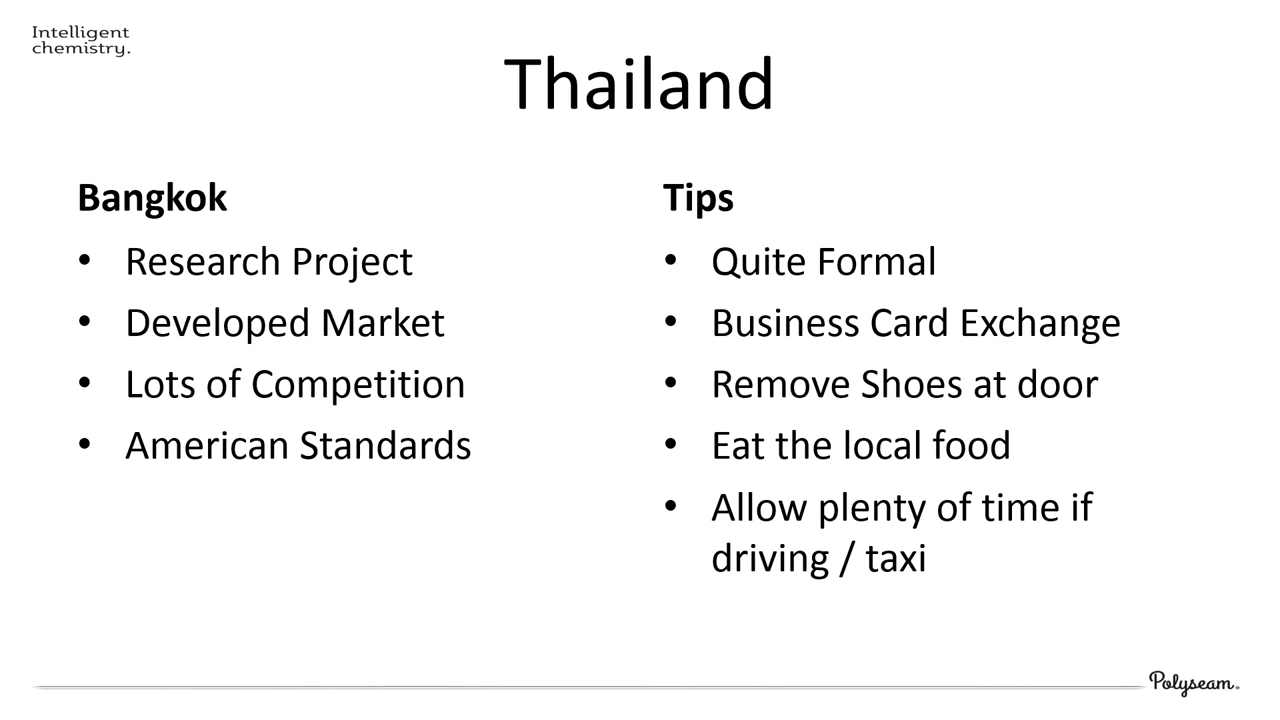 Intelligent
chemistry.
Thailand
Bangkok
• Research Project
• Developed Market
• Lots of Competition
• American Standards
Tips
• Quite Formal
• Business Card Exchange
• Remove Shoes at door
• Eat the local food
• Allow plenty of time if
driving / taxi
Polyseam.